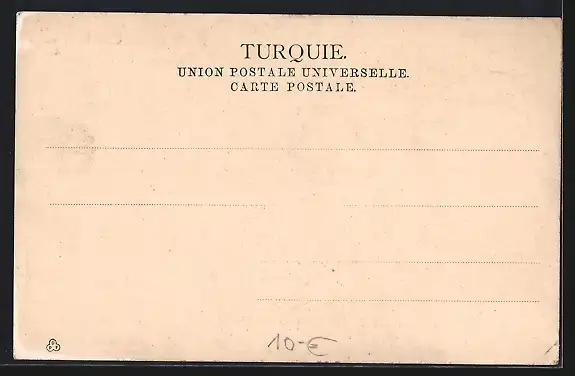 TURQUIE.
UNION POSTALE UNIVERSELLE.
CARTE POSTALE.
10-€